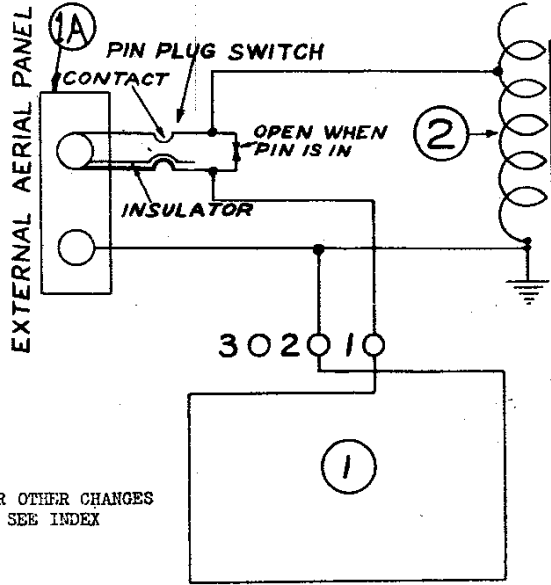 1A
EXTERNAL AERIAL PANEL
PIN PLUG SWITCH
CONTACT
OPEN WHEN
PIN IS IN
INSULATOR
2
3 2 1
1
R OTHER CHANGES
SEE INDEX